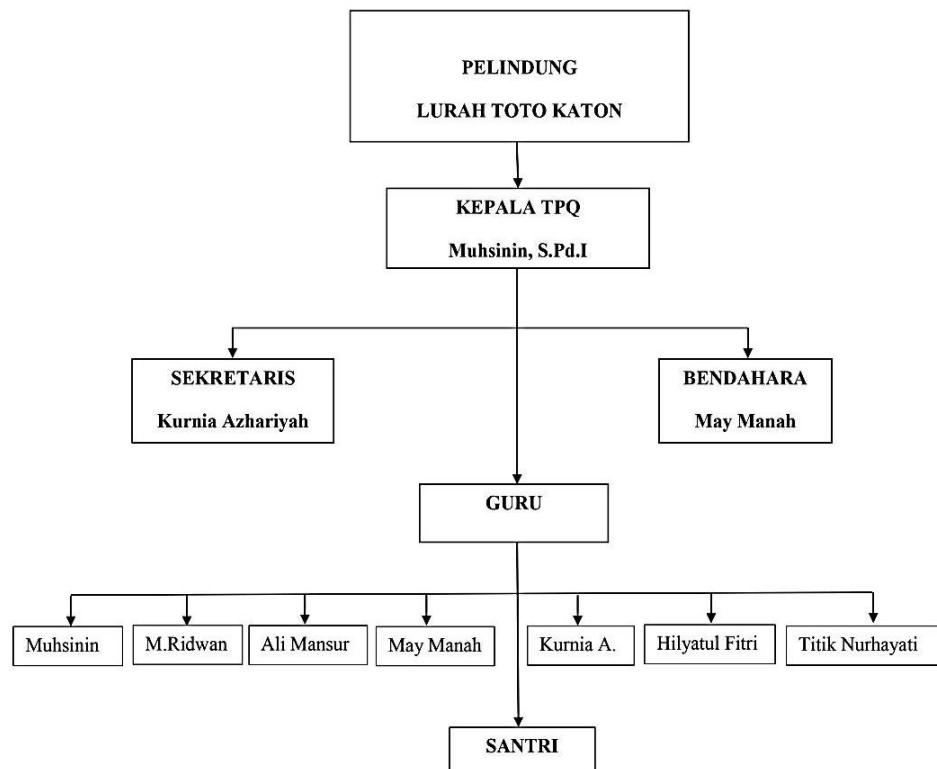 PELINDUNG
LURAH TOTO KATON
KEPALA TPQ
Muhsinin, S.Pd.I
SEKRETARIS
Kurnia Azhariyah
BENDAHARA
May Manah
GURU
Muhsinin
M.Ridwan
Ali Mansur
May Manah
Kurnia A.
Hilyatul Fitri
Titik Nurhayati
SANTRI